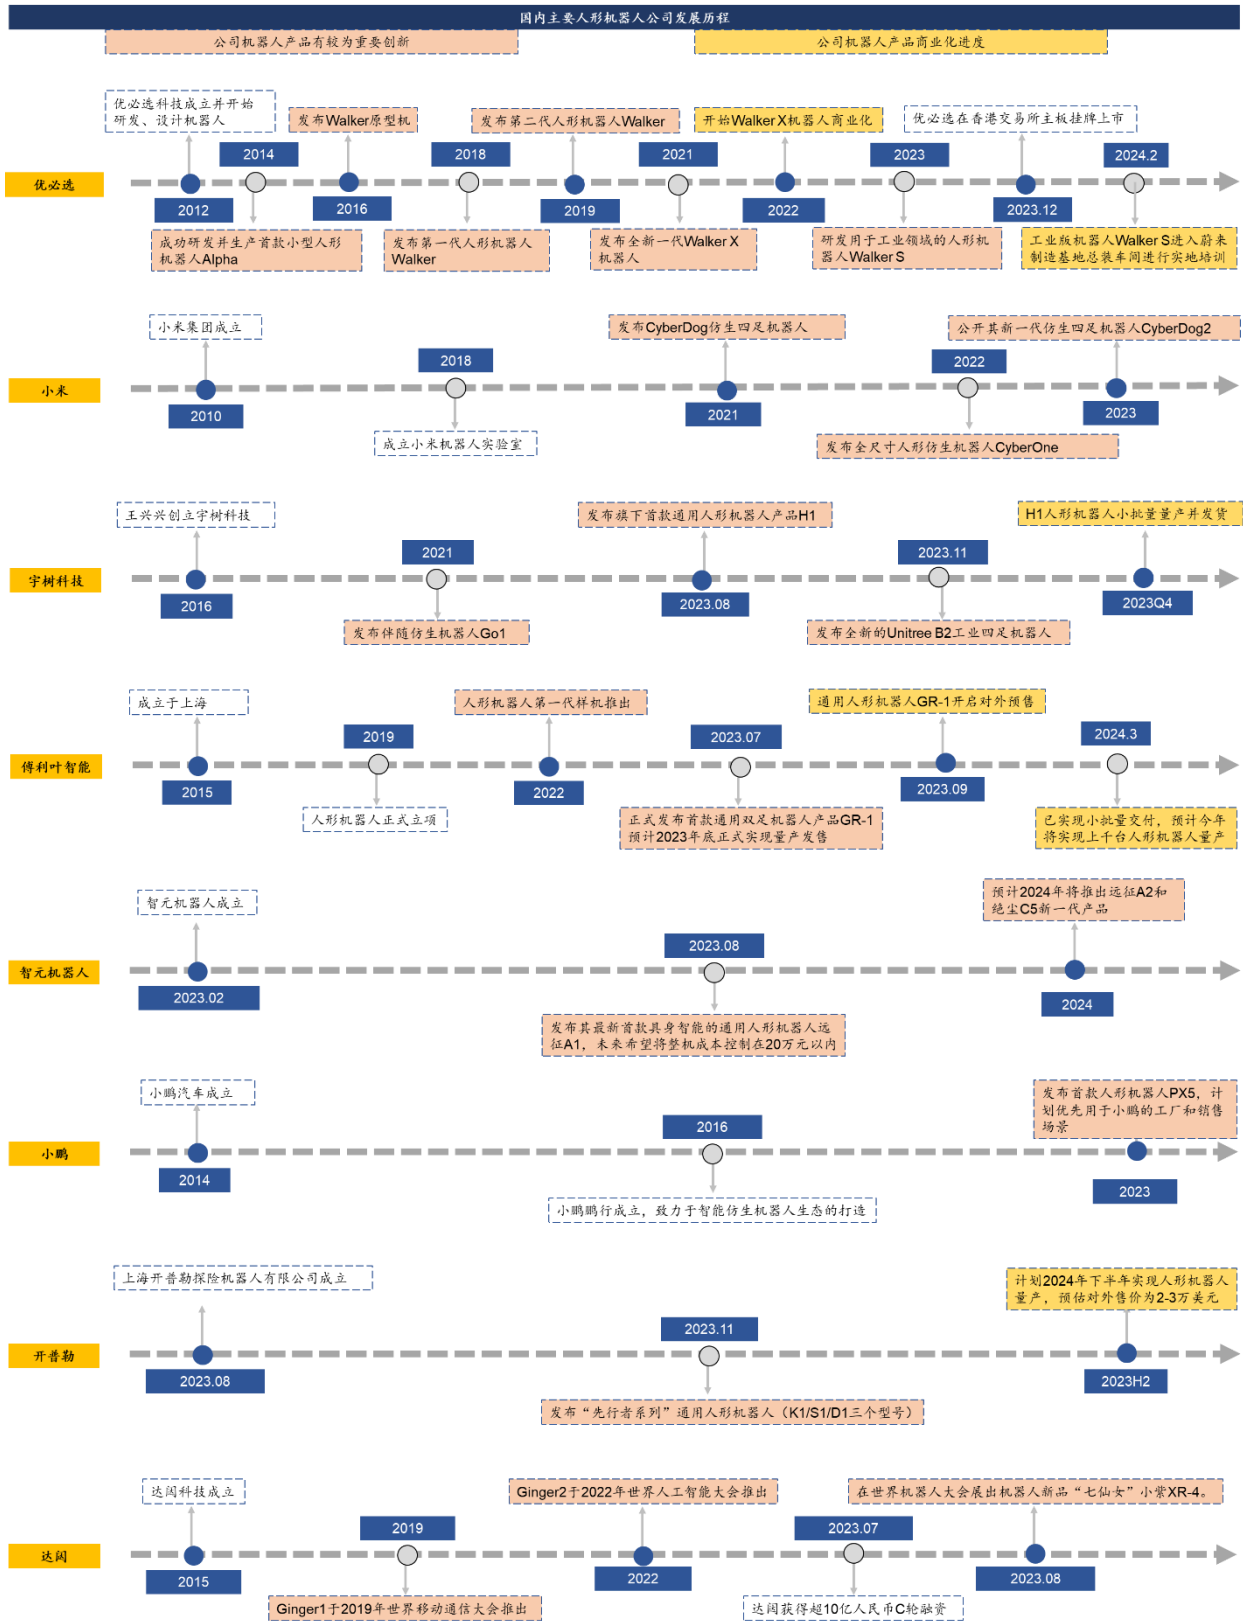 国内主要人形机器人公司发展历程
公司机器人产品有较为重要创新
公司机器人产品商业化进度
优必选
优必选科技成立并开始
研发、设计机器人
2012
2014
成功研发并生产首款小型人形
机器人Alpha
发布Walker原型机
2016
2018
发布第一代人形机器人
Walker
发布第二代人形机器人Walker
2019
2021
发布全新一代Walker X
机器人
开始Walker X机器人商业化
2022
2023
研发用于工业领域的人形机
器人Walker S
优必选在香港交易所主板挂牌上市
2023.12
2024.2
工业版机器人Walker S进入蔚来
制造基地总装车间进行实地培训
小米
小米集团成立
2010
2018
成立小米机器人实验室
发布CyberDog仿生四足机器人
2021
2022
发布全尺寸人形仿生机器人CyberOne
公开其新一代仿生四足机器人CyberDog2
2023
宇树科技
王兴兴创立宇树科技
2016
2021
发布伴随仿生机器人Go1
发布旗下首款通用人形机器人产品H1
2023.08
2023.11
发布全新的Unitree B2工业四足机器人
H1人形机器人小批量量产并发货
2023Q4
傅利叶智能
成立于上海
2015
2019
人形机器人正式立项
人形机器人第一代样机推出
2022
2023.07
正式发布首款通用双足机器人产品GR-1
预计2023年底正式实现量产发售
通用人形机器人GR-1开启对外预售
2023.09
2024.3
已实现小批量交付，预计今年
将实现上千台人形机器人量产
智元机器人
智元机器人成立
2023.02
2023.08
发布其最新首款具身智能的通用人形机器人远
征A1，未来希望将整机成本控制在20万元以内
预计2024年将推出远征A2和
绝尘C5新一代产品
2024
小鹏
小鹏汽车成立
2014
2016
小鹏鹏行成立，致力于智能仿生机器人生态的打造
发布首款人形机器人PX5，计
划优先用于小鹏的工厂和销售
场景
2023
开普勒
上海开普勒探险机器人有限公司成立
2023.08
2023.11
发布“先行者系列”通用人形机器人（K1/S1/D1三个型号）
计划2024年下半年实现人形机器人
量产，预估对外售价为2-3万美元
2023H2
达闼
达闼科技成立
2015
2019
Ginger1于2019年世界移动通信大会推出
Ginger2于2022年世界人工智能大会推出
2022
2023.07
达闼获得超10亿人民币C轮融资
在世界机器人大会展出机器人新品“七仙女”小紫XR-4。
2023.08